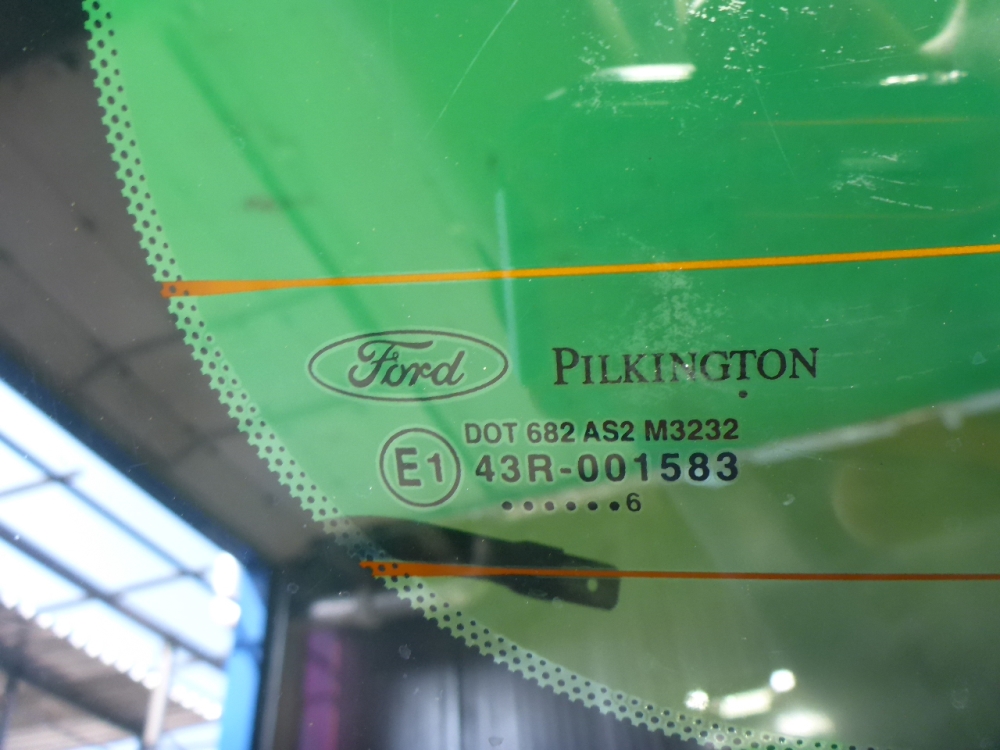 Ford PILKINGTON
DOT 682 AS2 M3232
E1 43R-001583
••••••6